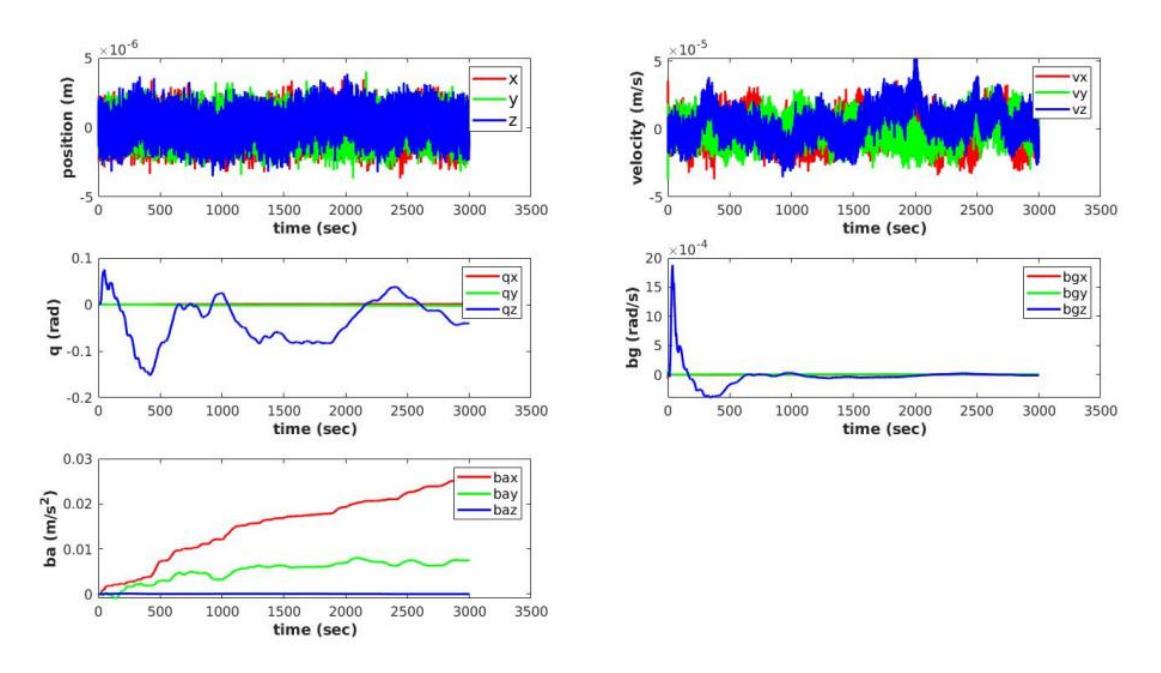 ×10⁻⁶
5
0
-5
position (m)
x
y
z
0 500 1000 1500 2000 2500 3000 3500
time (sec)
×10⁻⁵
5
0
-5
velocity (m/s)
vx
vy
vz
0 500 1000 1500 2000 2500 3000 3500
time (sec)
0.1
0
-0.1
-0.2
q (rad)
qx
qy
qz
0 500 1000 1500 2000 2500 3000 3500
time (sec)
×10⁻⁴
20
15
10
5
0
bg (rad/s)
bgx
bgy
bgz
0 500 1000 1500 2000 2500 3000 3500
time (sec)
0.03
0.02
0.01
0
ba (m/s²)
bax
bay
baz
0 500 1000 1500 2000 2500 3000 3500
time (sec)